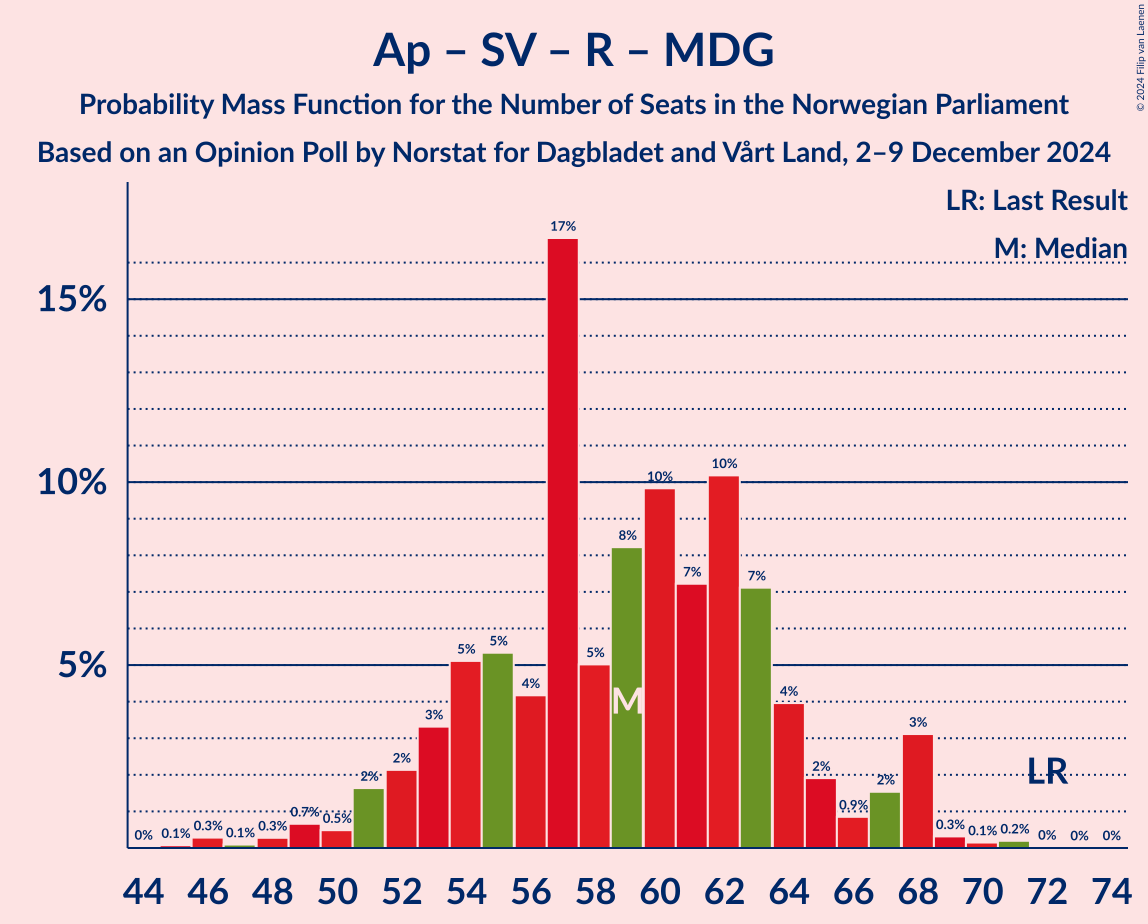 Ap – SV – R – MDG
Probability Mass Function for the Number of Seats in the Norwegian Parliament
Based on an Opinion Poll by Norstat for Dagbladet and Vårt Land, 2–9 December 2024
© 2024 Filip van Laenen
LR: Last Result
M: Median
15%
10%
5%
0% 0.1% 0.3% 0.1% 0.3% 0.7% 0.5% 2% 2% 3% 5% 5% 4% 17% 5% 8% 10% 7% 10% 7% 4% 2% 0.9% 2% 3% 0.3% 0.1% 0.2% 0% 0% 0%
M
LR
44 46 48 50 52 54 56 58 60 62 64 66 68 70 72 74